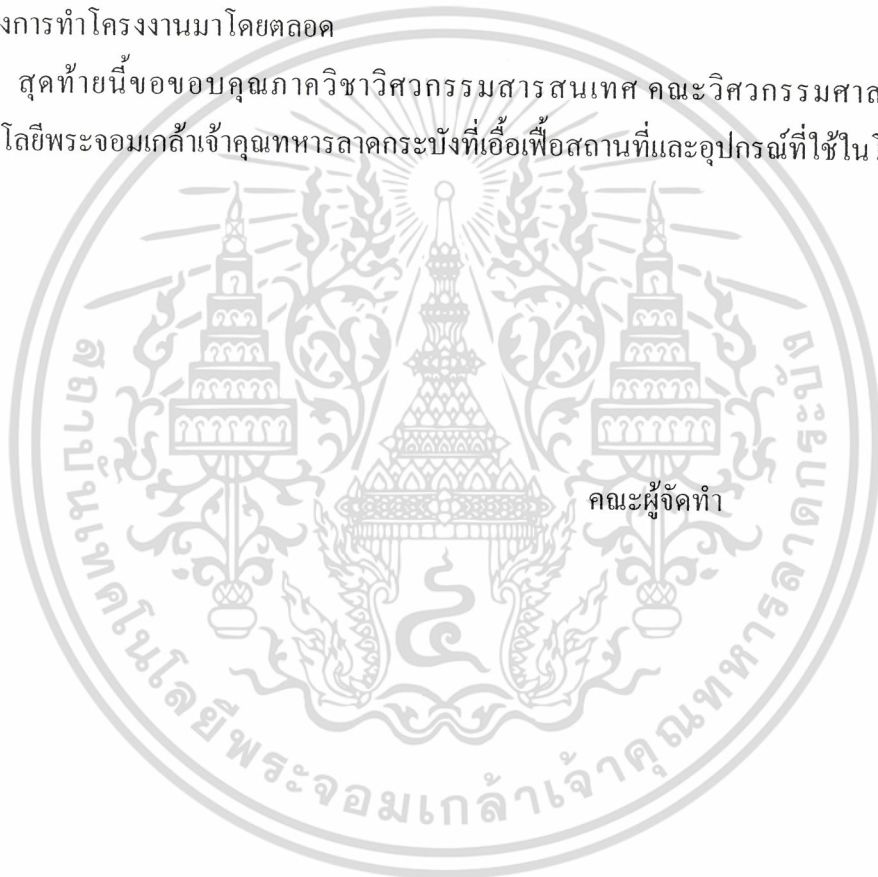 งการทำโครงงานมาโดยตลอด
สุดท้ายนี้ขอขอบคุณภาควิชาวิศวกรรมสารสนเทศ คณะวิศวกรรมศาล
โลยีพระจอมเกล้าเจ้าคุณทหารลาดกระบังที่เอื้อเฟื้อสถานที่และอุปกรณ์ที่ใช้ใน
คณะผู้จัดทำ
สถาบันเทคโนโลยีพระจอมเกล้าเจ้าคุณทหารลาดกระบัง
๔